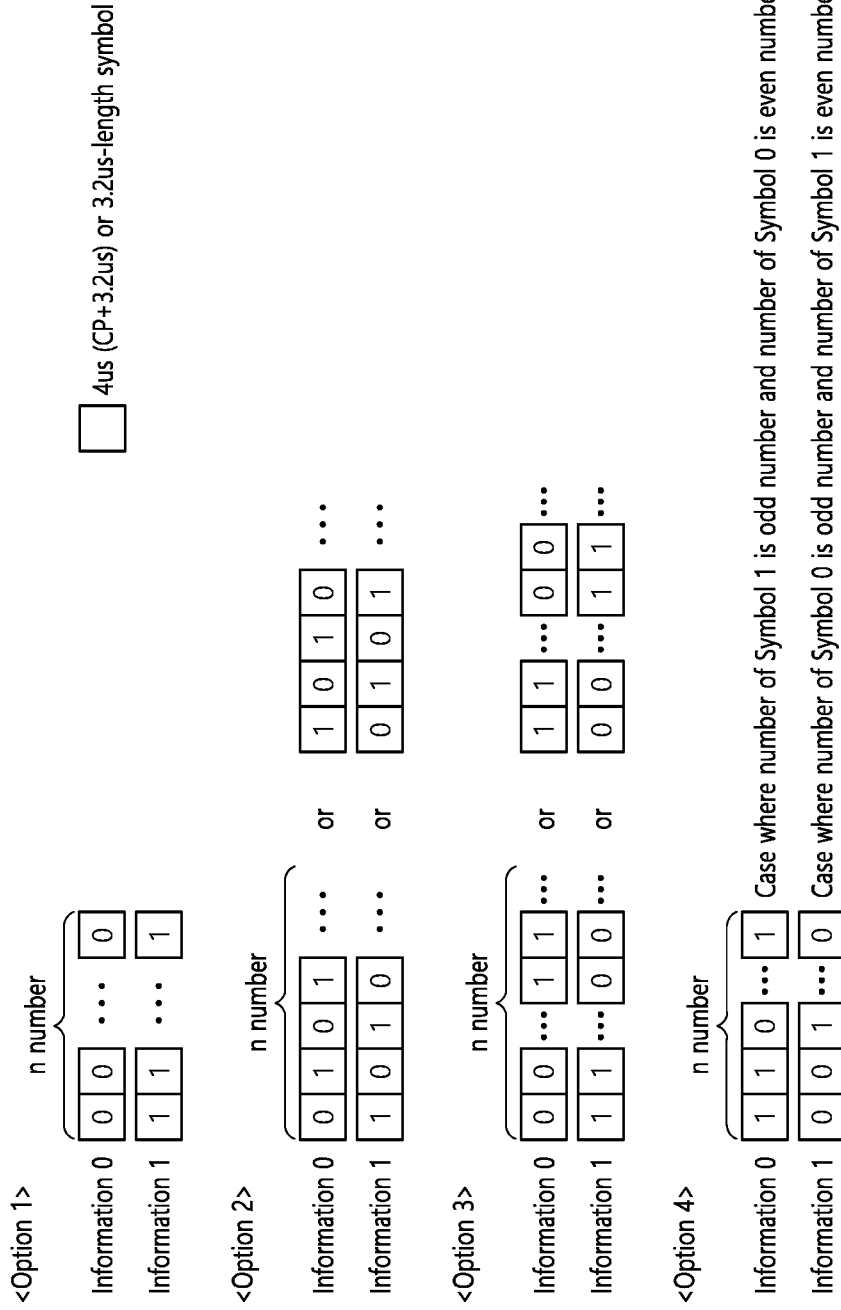 <Option 1>
n number
Information 0 0 0 ••• 0
Information 1 1 1 ••• 1
4us (CP+3.2us) or 3.2us-length symbol
<Option 2>
n number
Information 0 0 1 0 1 ••• or 1 0 1 0 •••
Information 1 1 0 1 0 ••• or 0 1 0 1 •••
<Option 3>
n number
Information 0 0 0 ••• 1 1 ••• or 1 1 ••• 0 0 •••
Information 1 1 1 ••• 0 0 ••• or 0 0 ••• 1 1 •••
<Option 4>
n number
Information 0 1 1 0 ••• 1 Case where number of Symbol 1 is odd number and number of Symbol 0 is even numbe
Information 1 0 0 1 ••• 0 Case where number of Symbol 0 is odd number and number of Symbol 1 is even numbe